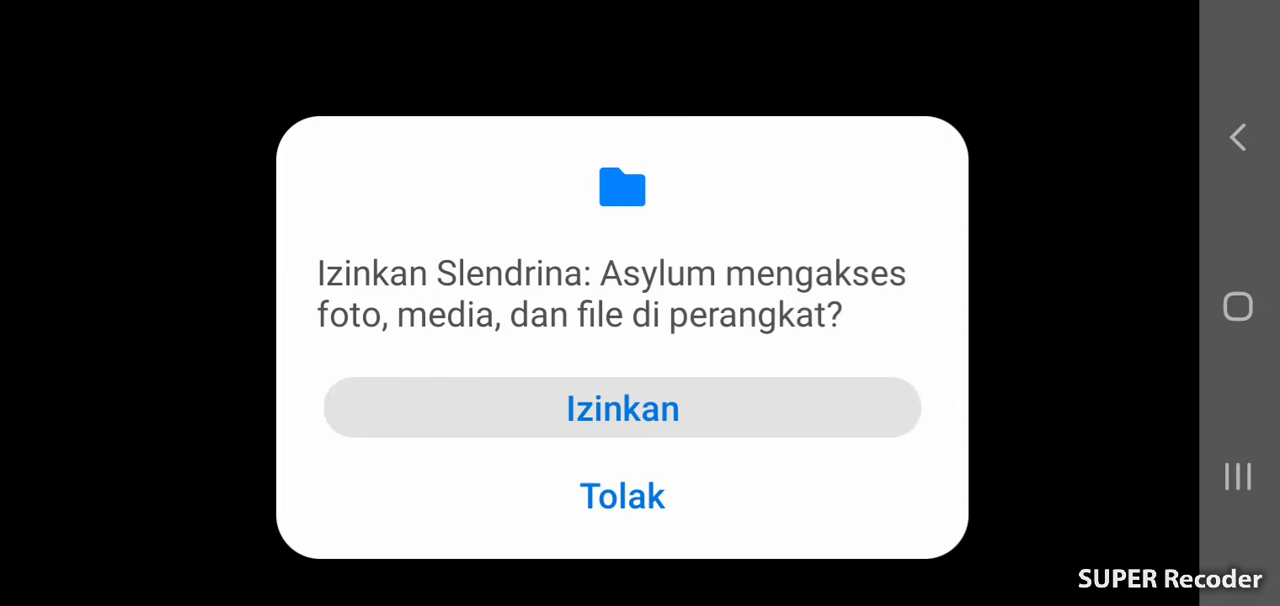 Izinkan Slendrina: Asylum mengakses
foto, media, dan file di perangkat?
Izinkan
Tolak
SUPER Recoder